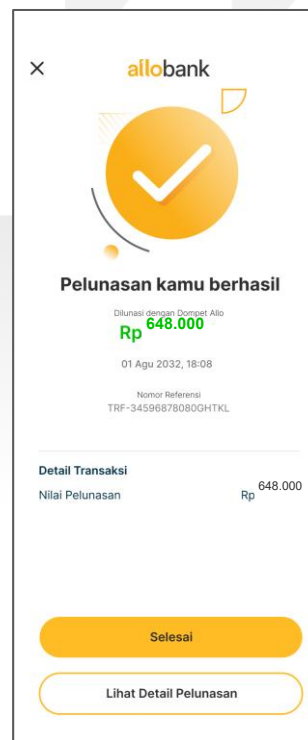 allobank
Pelunasan kamu berhasil
Dilunasi dengan Dompet Allo
Rp 648.000
01 Agu 2032, 18:08
Nomor Referensi
TRF-34596878080GHTKL
Detail Transaksi
Nilai Pelunasan Rp 648.000
Selesai
Lihat Detail Pelunasan